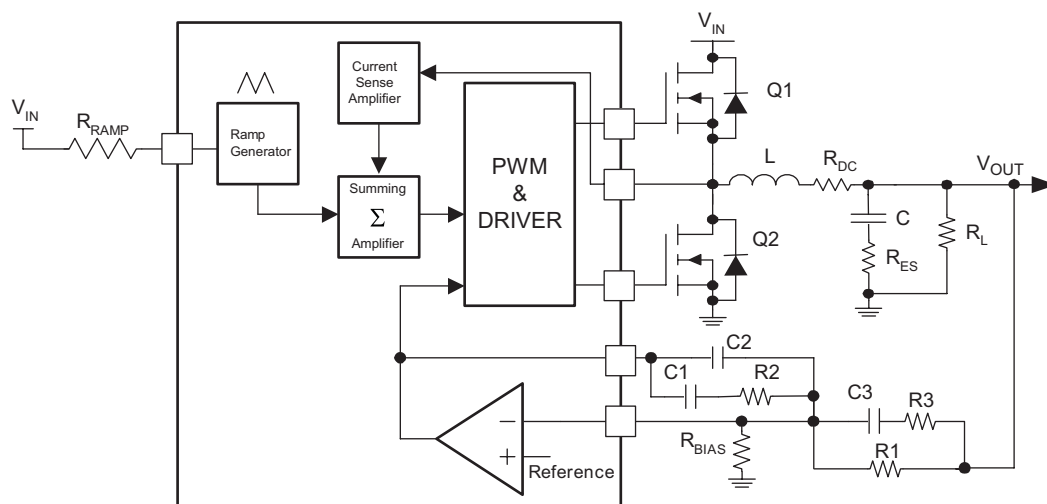 V_IN
R_RAMP
Ramp
Generator
Current
Sense
Amplifier
Summing
Σ
Amplifier
PWM
&
DRIVER
V_IN
Q1
L
R_DC
V_OUT
C
R_ES
R_L
Q2
C2
C1
R2
C3
R3
R_BIAS
R1
−
+
Reference